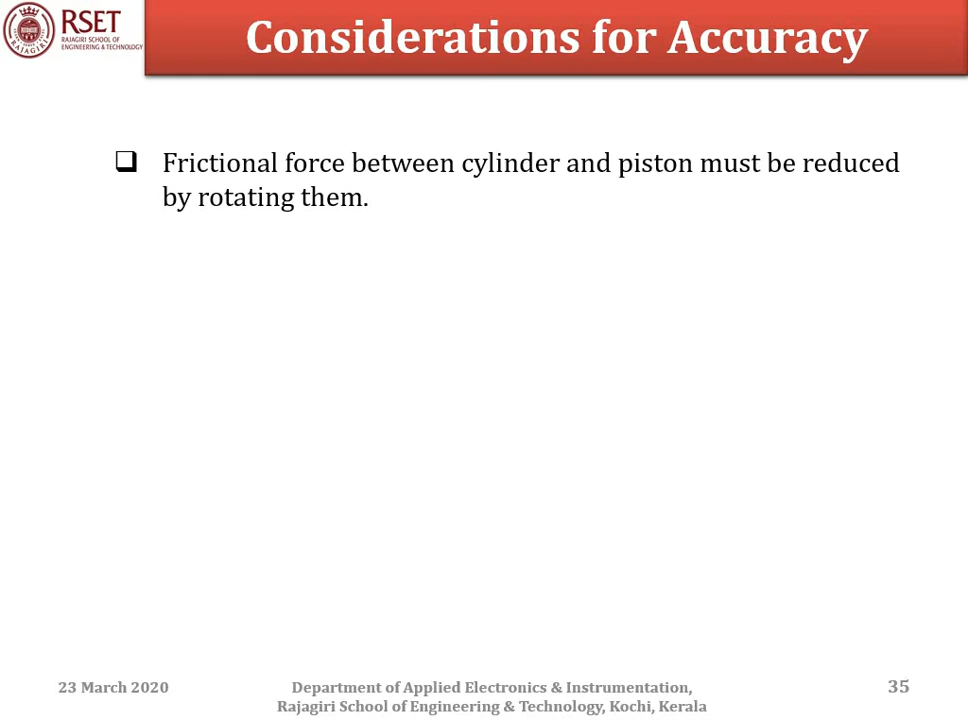 RSET
RAJAGIRI SCHOOL OF
ENGINEERING & TECHNOLOGY
RAJAGIRI
Considerations for Accuracy
Frictional force between cylinder and piston must be reduced
by rotating them.
23 March 2020
Department of Applied Electronics & Instrumentation,
Rajagiri School of Engineering & Technology, Kochi, Kerala
35